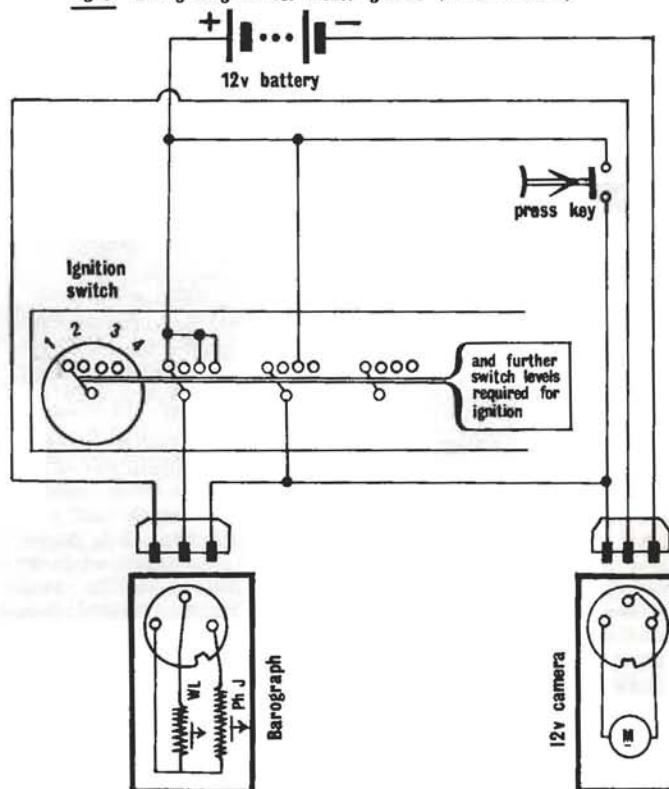 +
−
12v battery
press key
Ignition
switch
1 2 3 4
and further
switch levels
required for
ignition
WL
Ph J
Barograph
12v camera
M